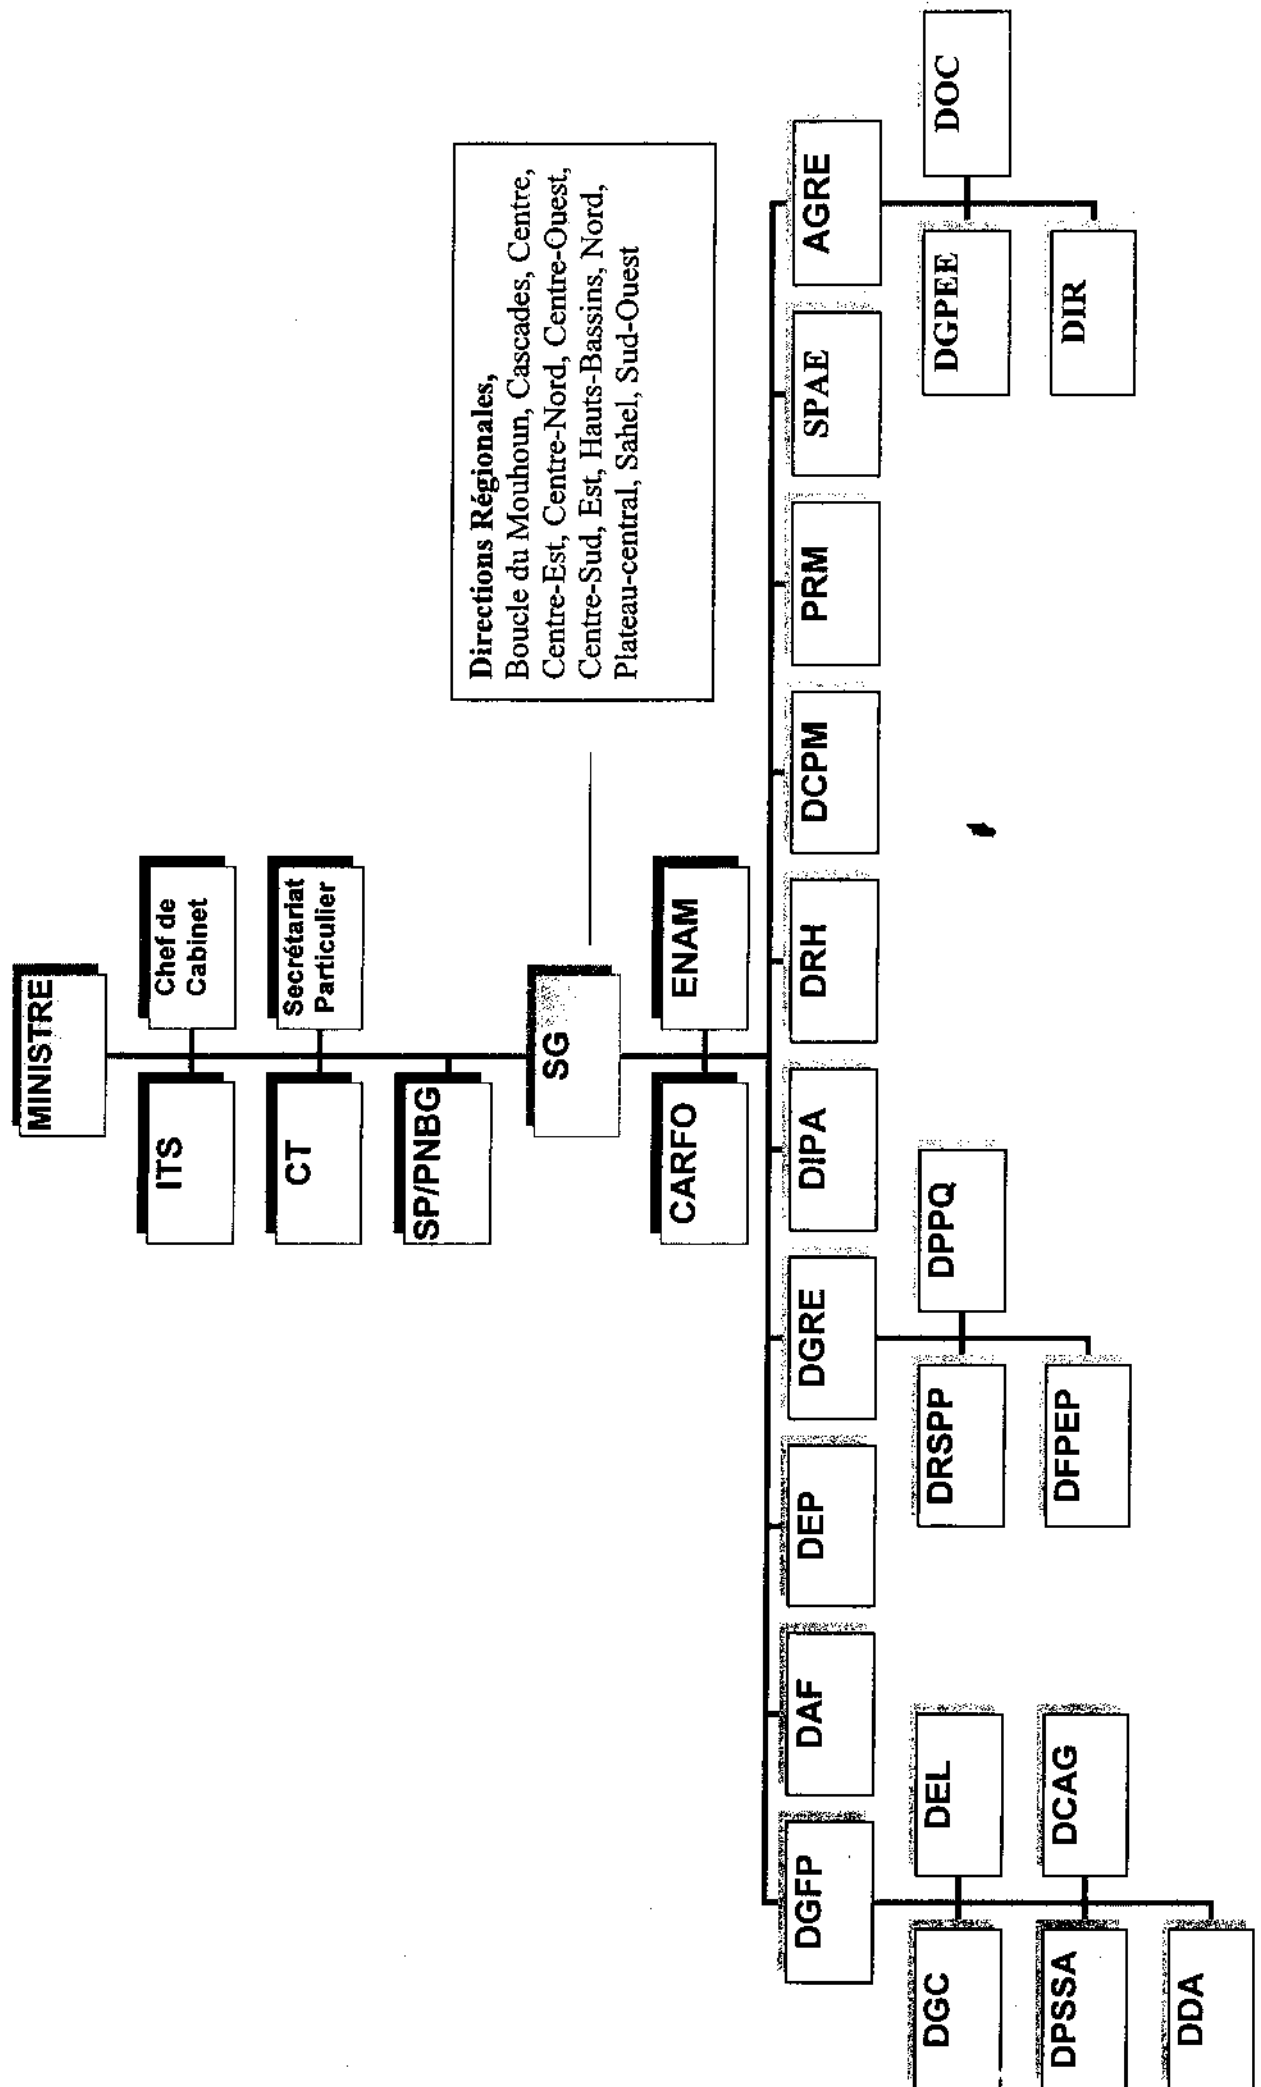 MINISTRE
ITS
Chef de
Cabinet
CT
Secrétariat
Particulier
SP/PNBG
SG
Directions Régionales,
Boucle du Mouhoun, Cascades, Centre,
Centre-Est, Centre-Nord, Centre-Ouest,
Centre-Sud, Est, Hauts-Bassins, Nord,
Plateau-central, Sahel, Sud-Ouest
CARFO
ENAM
DGFP
DAF
DEP
DGRE
DIPA
DRH
DCPM
PRM
SPAE
AGRE
DGC
DEL
DRSPP
DPPQ
DGPEE
DOC
DPSSA
DCAG
DFPEP
DIR
DDA